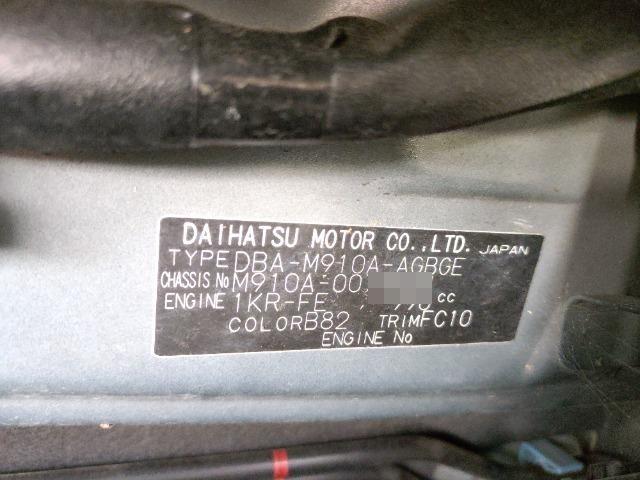 DAIHATSU MOTOR CO.,LTD. JAPAN
TYPE DBA-M910A-AGBGE
CHASSIS No M910A-00
ENGINE 1KR-FE , cc
COLOR B82 TRIM FC10
ENGINE No